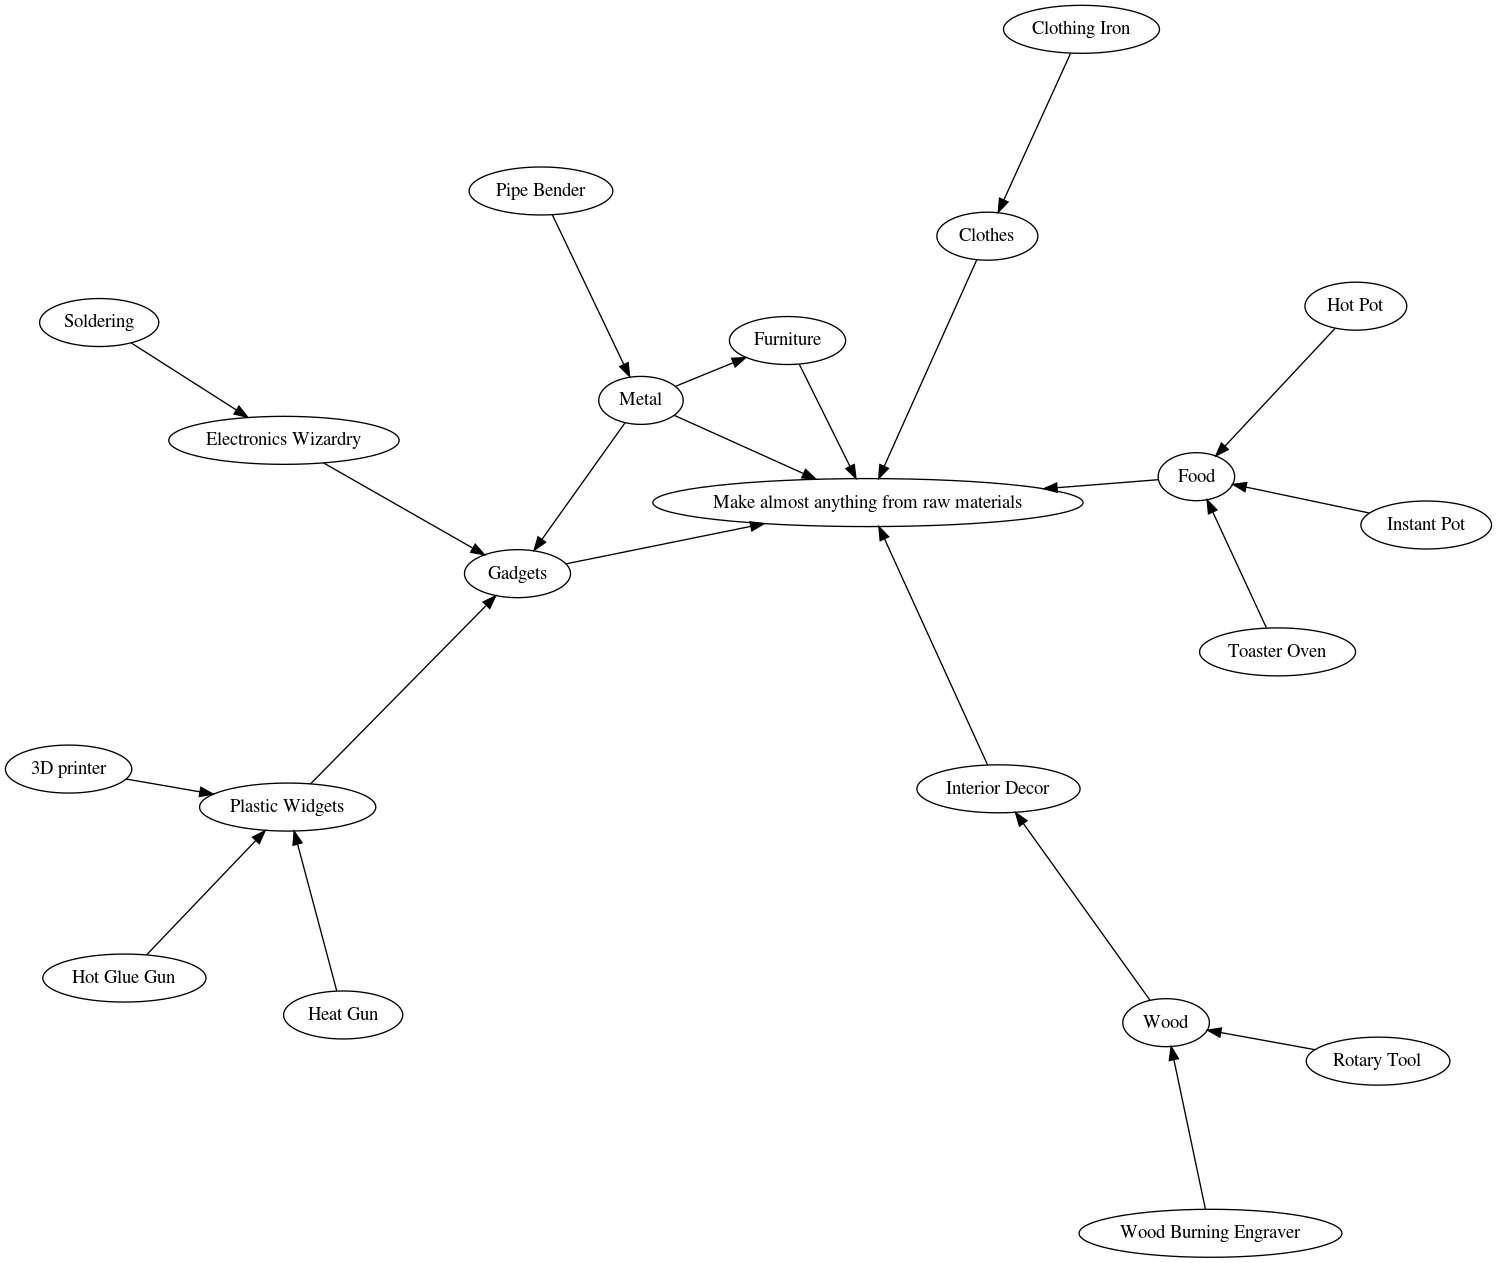 Clothing Iron
Pipe Bender
Clothes
Hot Pot
Soldering
Furniture
Metal
Electronics Wizardry
Food
Make almost anything from raw materials
Instant Pot
Gadgets
Toaster Oven
3D printer
Interior Decor
Plastic Widgets
Hot Glue Gun
Heat Gun
Wood
Rotary Tool
Wood Burning Engraver